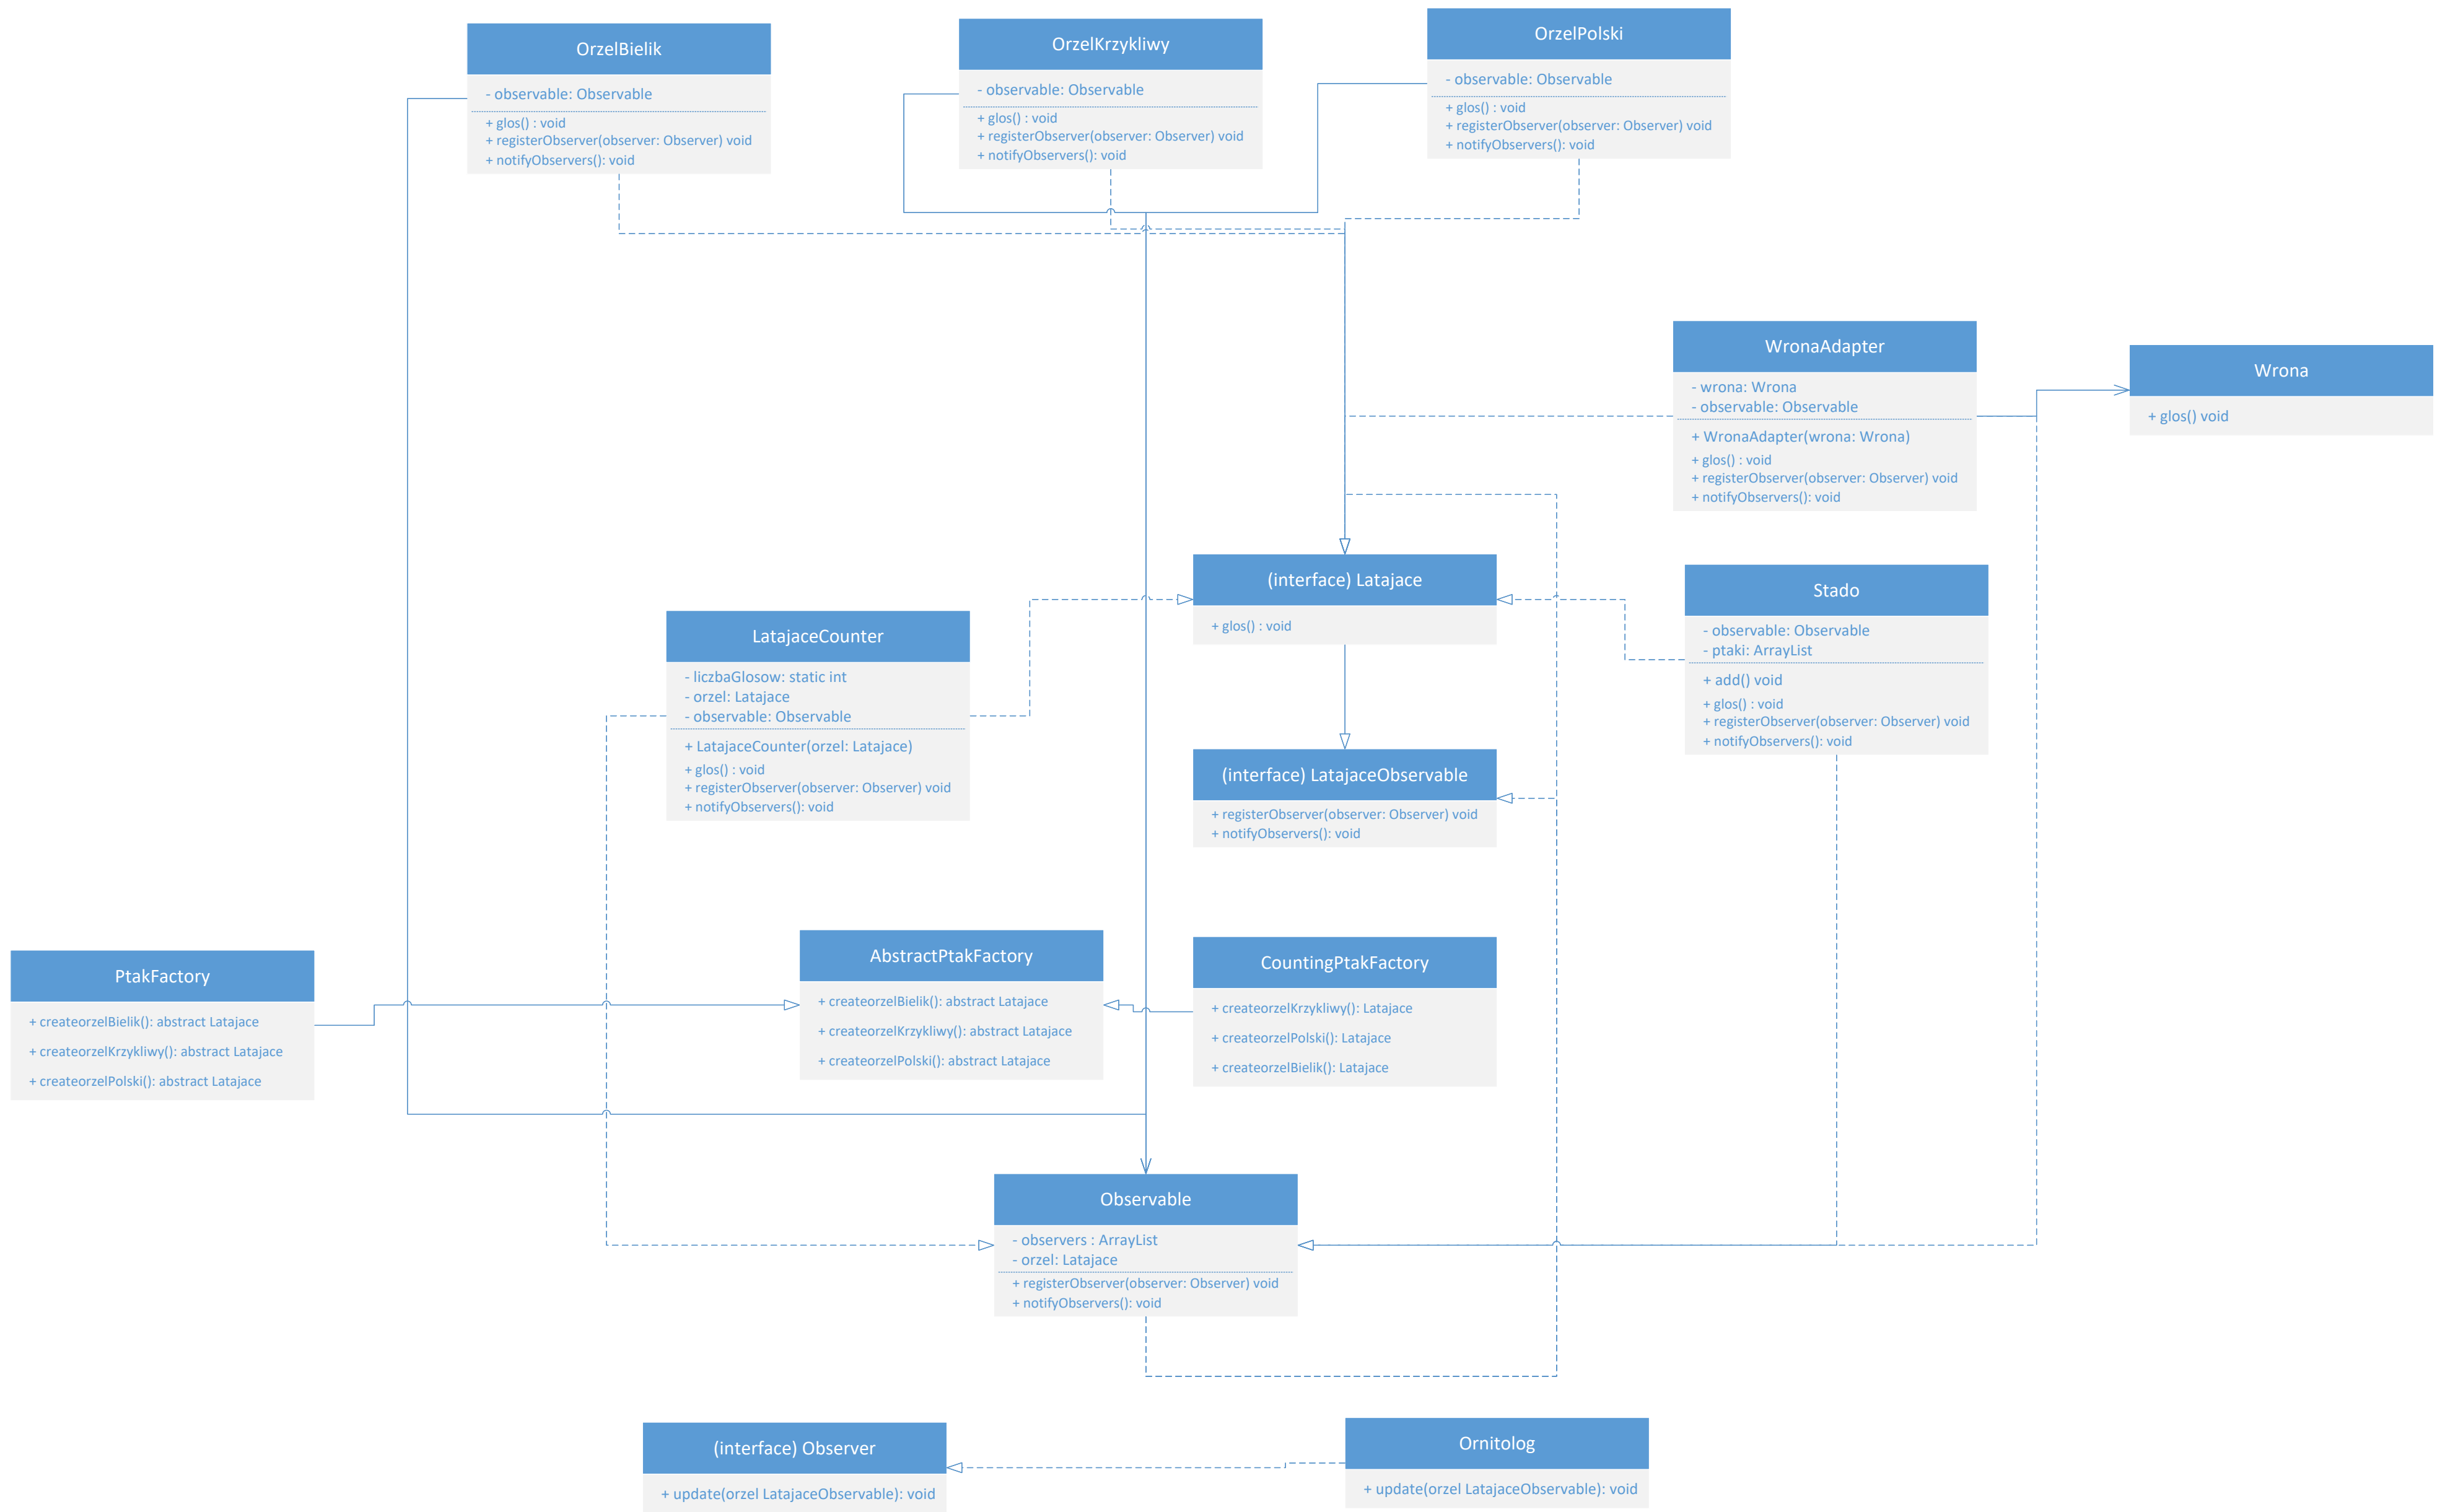 OrzelBielik
- observable: Observable
+ glos() : void
+ registerObserver(observer: Observer) void
+ notifyObservers(): void
OrzelKrzykliwy
- observable: Observable
+ glos() : void
+ registerObserver(observer: Observer) void
+ notifyObservers(): void
OrzelPolski
- observable: Observable
+ glos() : void
+ registerObserver(observer: Observer) void
+ notifyObservers(): void
WronaAdapter
- wrona: Wrona
- observable: Observable
+ WronaAdapter(wrona: Wrona)
+ glos() : void
+ registerObserver(observer: Observer) void
+ notifyObservers(): void
Wrona
+ glos() void
(interface) Latajace
+ glos() : void
Stado
- observable: Observable
- ptaki: ArrayList
+ add() void
+ glos() : void
+ registerObserver(observer: Observer) void
+ notifyObservers(): void
LatajaceCounter
- liczbaGlosow: static int
- orzel: Latajace
- observable: Observable
+ LatajaceCounter(orzel: Latajace)
+ glos() : void
+ registerObserver(observer: Observer) void
+ notifyObservers(): void
(interface) LatajaceObservable
+ registerObserver(observer: Observer) void
+ notifyObservers(): void
PtakFactory
+ createorzelBielik(): abstract Latajace
+ createorzelKrzykliwy(): abstract Latajace
+ createorzelPolski(): abstract Latajace
AbstractPtakFactory
+ createorzelBielik(): abstract Latajace
+ createorzelKrzykliwy(): abstract Latajace
+ createorzelPolski(): abstract Latajace
CountingPtakFactory
+ createorzelKrzykliwy(): Latajace
+ createorzelPolski(): Latajace
+ createorzelBielik(): Latajace
Observable
- observers : ArrayList
- orzel: Latajace
+ registerObserver(observer: Observer) void
+ notifyObservers(): void
(interface) Observer
+ update(orzel LatajaceObservable): void
Ornitolog
+ update(orzel LatajaceObservable): void